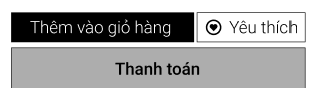 Thêm vào giỏ hàng Yêu thích
Thanh toán